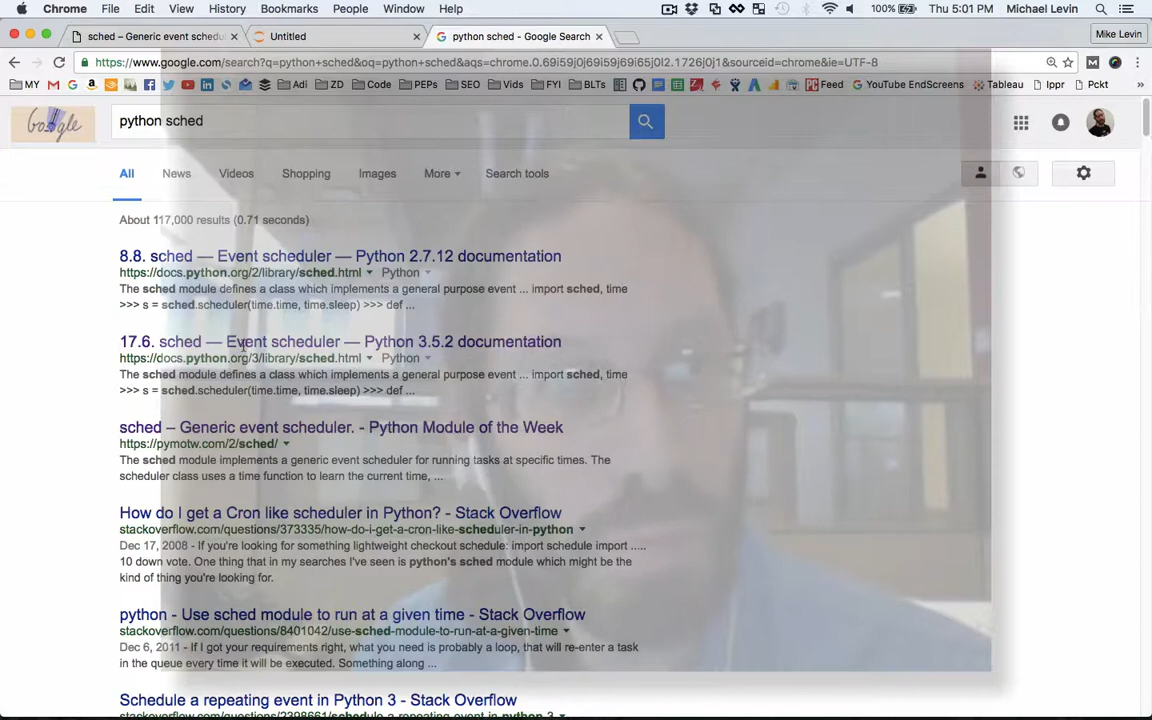 Chrome File Edit View History Bookmarks People Window Help 100% Thu 5:01 PM Michael Levin
sched – Generic event schedul Untitled python sched - Google Search Mike Levin
https://www.google.com/search?q=python+sched&oq=python+sched&aqs=chrome.0.69i59j0j69i59j69i65j0l2.1726j0j1&sourceid=chrome&ie=UTF-8
MY Adi ZD Code PEPs SEO Vids FYI BLTs Feed YouTube EndScreens Tabalog Ippr Pckt »
Google python sched
All News Videos Shopping Images More Search tools
About 117,000 results (0.71 seconds)
8.8. sched — Event scheduler — Python 2.7.12 documentation
https://docs.python.org/2/library/sched.html Python
The sched module defines a class which implements a general purpose event ... import sched, time
>>> s = sched.scheduler(time.time, time.sleep) >>> def ...
17.6. sched — Event scheduler — Python 3.5.2 documentation
https://docs.python.org/3/library/sched.html Python
The sched module defines a class which implements a general purpose event ... import sched, time
>>> s = sched.scheduler(time.time, time.sleep) >>> def ...
sched – Generic event scheduler. - Python Module of the Week
https://pymotw.com/2/sched/
The sched module implements a generic event scheduler for running tasks at specific times. The
scheduler class uses a time function to learn the current time, ...
How do I get a Cron like scheduler in Python? - Stack Overflow
stackoverflow.com/questions/373335/how-do-i-get-a-cron-like-scheduler-in-python
Dec 17, 2008 - If you're looking for something lightweight checkout schedule: import schedule import ....
10 down vote. One thing that in my searches I've seen is python's sched module which might be the
kind of thing you're looking for.
python - Use sched module to run at a given time - Stack Overflow
stackoverflow.com/questions/8401042/use-sched-module-to-run-at-a-given-time
Dec 6, 2011 - If I got your requirements right, what you need is probably a loop, that will re-enter a task
in the queue every time it will be executed. Something along ...
Schedule a repeating event in Python 3 - Stack Overflow
stackoverflow.com/questions/2398661/schedule-a-repeating-event-in-python-3